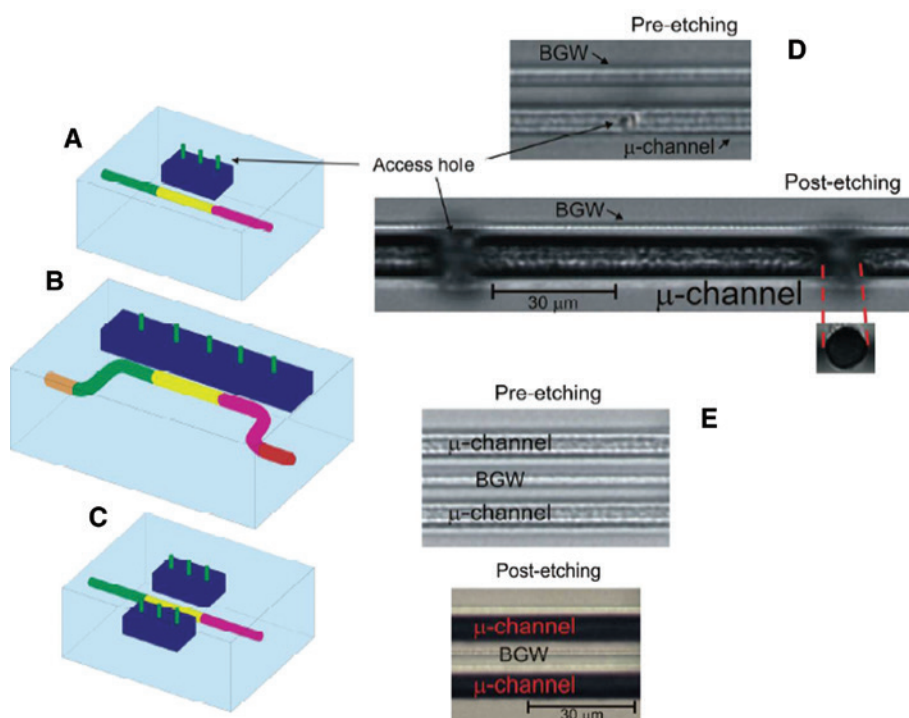 Pre-etching
BGW
D
A
Access hole
μ-channel
Post-etching
BGW
B
30 μm
μ-channel
Pre-etching
E
μ-channel
BGW
μ-channel
C
Post-etching
μ-channel
BGW
μ-channel
30 μm